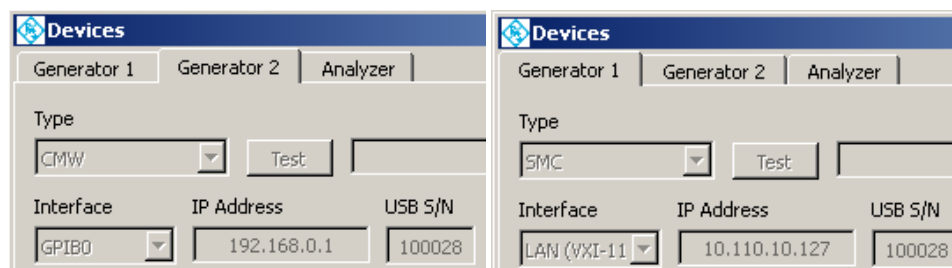 Devices
Generator 1 Generator 2 Analyzer
Type
CMW Test
Interface IP Address USB S/N
GPIB0 192.168.0.1 100028
Devices
Generator 1 Generator 2 Analyzer
Type
SMC Test
Interface IP Address USB S/N
LAN (VXI-11 10.110.10.127 100028